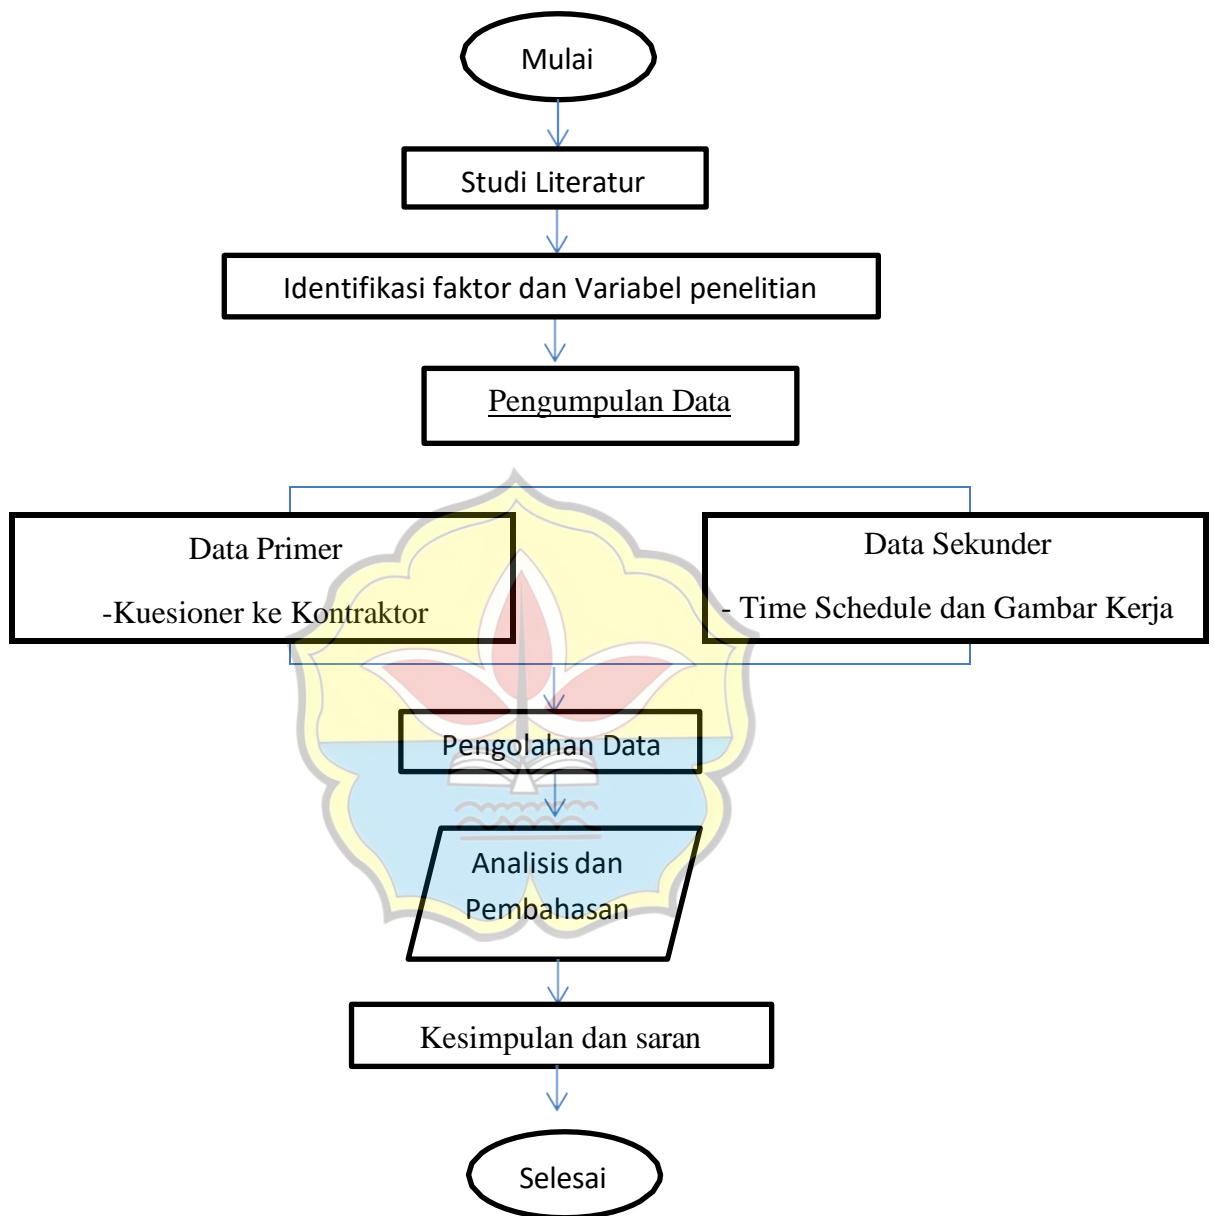 Mulai
Studi Literatur
Identifikasi faktor dan Variabel penelitian
Pengumpulan Data
Data Primer
-Kuesioner ke Kontraktor
Data Sekunder
- Time Schedule dan Gambar Kerja
Pengolahan Data
Analisis dan
Pembahasan
Kesimpulan dan saran
Selesai